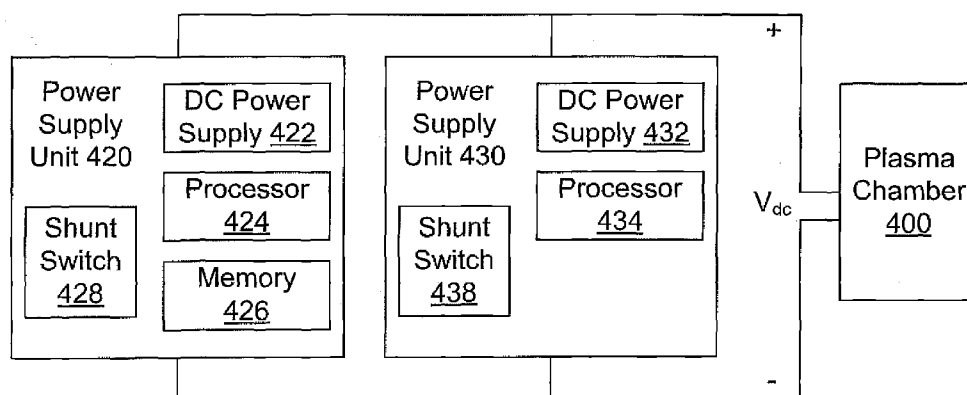 Power
Supply
Unit 420
DC Power
Supply 422
Processor
424
Shunt
Switch
428
Memory
426
Power
Supply
Unit 430
DC Power
Supply 432
Processor
434
Shunt
Switch
438
+
Vdc
-
Plasma
Chamber
400